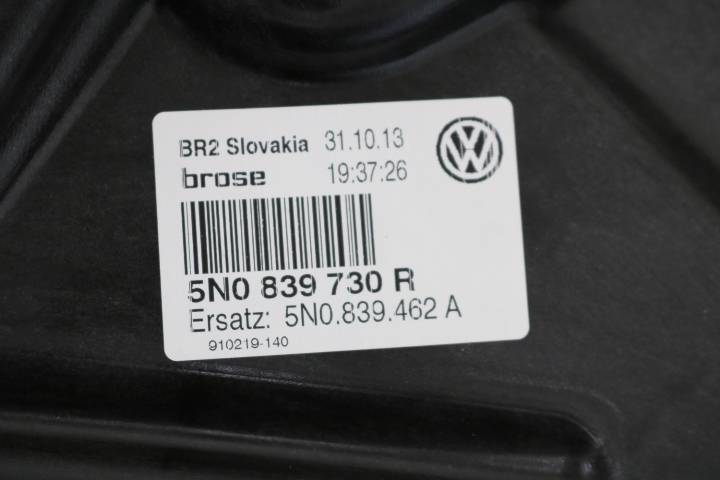 BR2 Slovakia 31.10.13
brose 19:37:26
VW
5N0 839 730 R
Ersatz: 5N0.839.462 A
910219-140